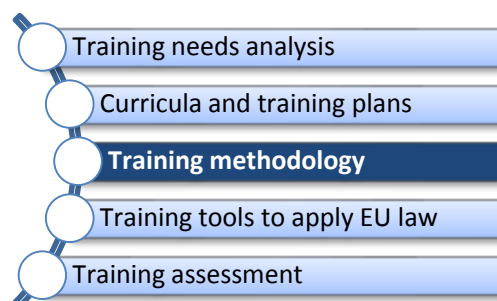 Training needs analysis
Curricula and training plans
Training methodology
Training tools to apply EU law
Training assessment